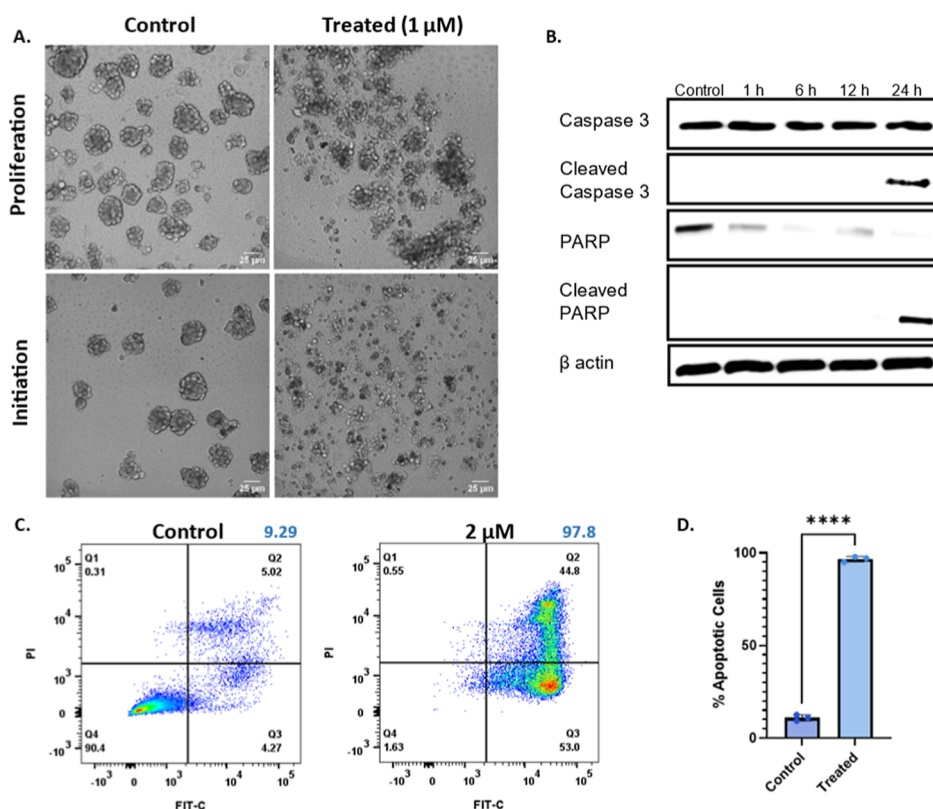 A.
Control
Treated (1 µM)
Proliferation
25 µm
25 µm
Initiation
25 µm
25 µm
B.
Control 1 h 6 h 12 h 24 h
Caspase 3
Cleaved
Caspase 3
PARP
Cleaved
PARP
β actin
C.
Control 9.29
Q1
0.31
Q2
5.02
Q4
90.4
Q3
4.27
PI
10^5
10^4
10^3
0
-10^3
-10^3 0 10^3 10^4 10^5
FIT-C
2 µM 97.8
Q1
0.55
Q2
44.8
Q4
1.63
Q3
53.0
PI
10^5
10^4
10^3
0
-10^3
-10^3 0 10^3 10^4 10^5
FIT-C
D.
****
% Apoptotic Cells
100
50
0
Control
Treated